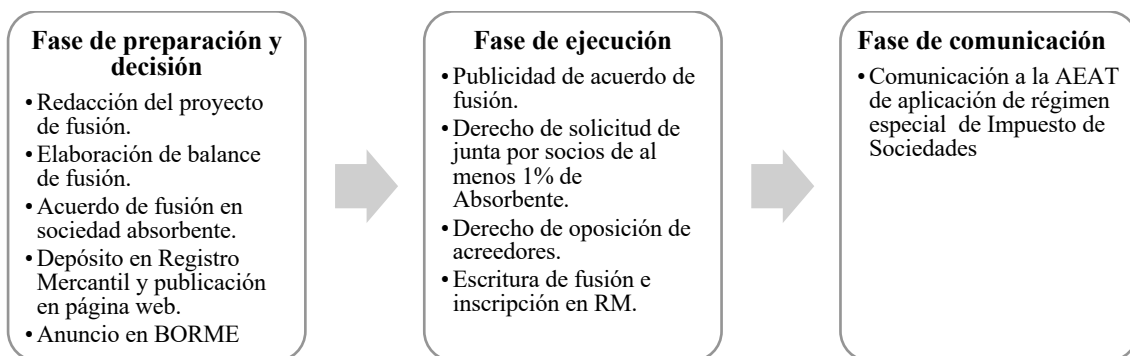 Fase de preparación y
decisión
• Redacción del proyecto
de fusión.
• Elaboración de balance
de fusión.
• Acuerdo de fusión en
sociedad absorbente.
• Depósito en Registro
Mercantil y publicación
en página web.
• Anuncio en BORME
Fase de ejecución
• Publicidad de acuerdo de
fusión.
• Derecho de solicitud de
junta por socios de al
menos 1% de
Absorbente.
• Derecho de oposición de
acreedores.
• Escritura de fusión e
inscripción en RM.
Fase de comunicación
• Comunicación a la AEAT
de aplicación de régimen
especial de Impuesto de
Sociedades